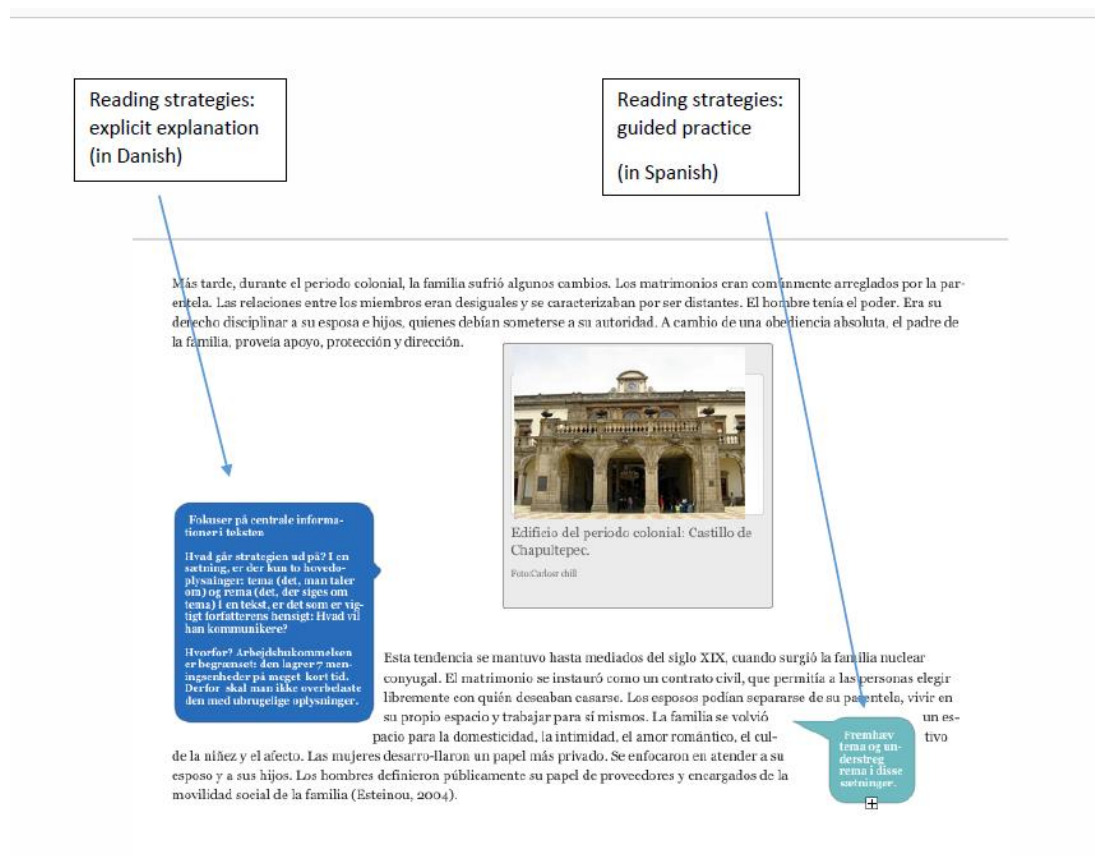 Reading strategies:
explicit explanation
(in Danish)
Reading strategies:
guided practice
(in Spanish)
Más tarde, durante el periodo colonial, la família sufrió algunos cambios. Los matrimonios eran comúnmente arreglados por la par-
entela. Las relaciones entre los miembros eran desiguales y se caracterizaban por ser distantes. El hombre tenía el poder. Era su
derecho disciplinar a su esposa e hijos, quienes debían someterse a su autoridad. A cambio de una obediencia absoluta, el padre de
la família, proveía apoyo, protección y dirección.
Edificio del periodo colonial: Castillo de
Chapultepec.
Foto:Carlosr chill
Fokuser på centrale informa-
tioner i teksten
Hvad går strategien ud på? I en
sætning, er der kun to hovedo-
plysninger: tema (det, man taler
om) og rema (det, der siges om
tema) i en tekst, er det som er vig-
tigt forfatterens hensigt: Hvad vil
han kommunikere?
Hvorfor? Arbejdshukommelsen
er begrænset: den lagrer 7 men-
ingsenheder på meget kort tid.
Derfor skal man ikke overbelaste
den med ubrugelige oplysninger.
Esta tendencia se mantuvo hasta mediados del siglo XIX, cuando surgió la família nuclear
conyugal. El matrimonio se instauró como un contrato civil, que permitía a las personas elegir
libremente con quién deseaban casarse. Los esposos podían separarse de su parentela, vivir en
su propio espacio y trabajar para sí mismos. La família se volvió un es-
pacio para la domesticidad, la intimidad, el amor romántico, el cul- tivo
de la niñez y el afecto. Las mujeres desarro-llaron un papel más privado. Se enfocaron en atender a su
esposo y a sus hijos. Los hombres definieron públicamente su papel de proveedores y encargados de la
movilidad social de la família (Esteinou, 2004).
Fremhæv
tema og un-
derstreg
rema i disse
sætninger.